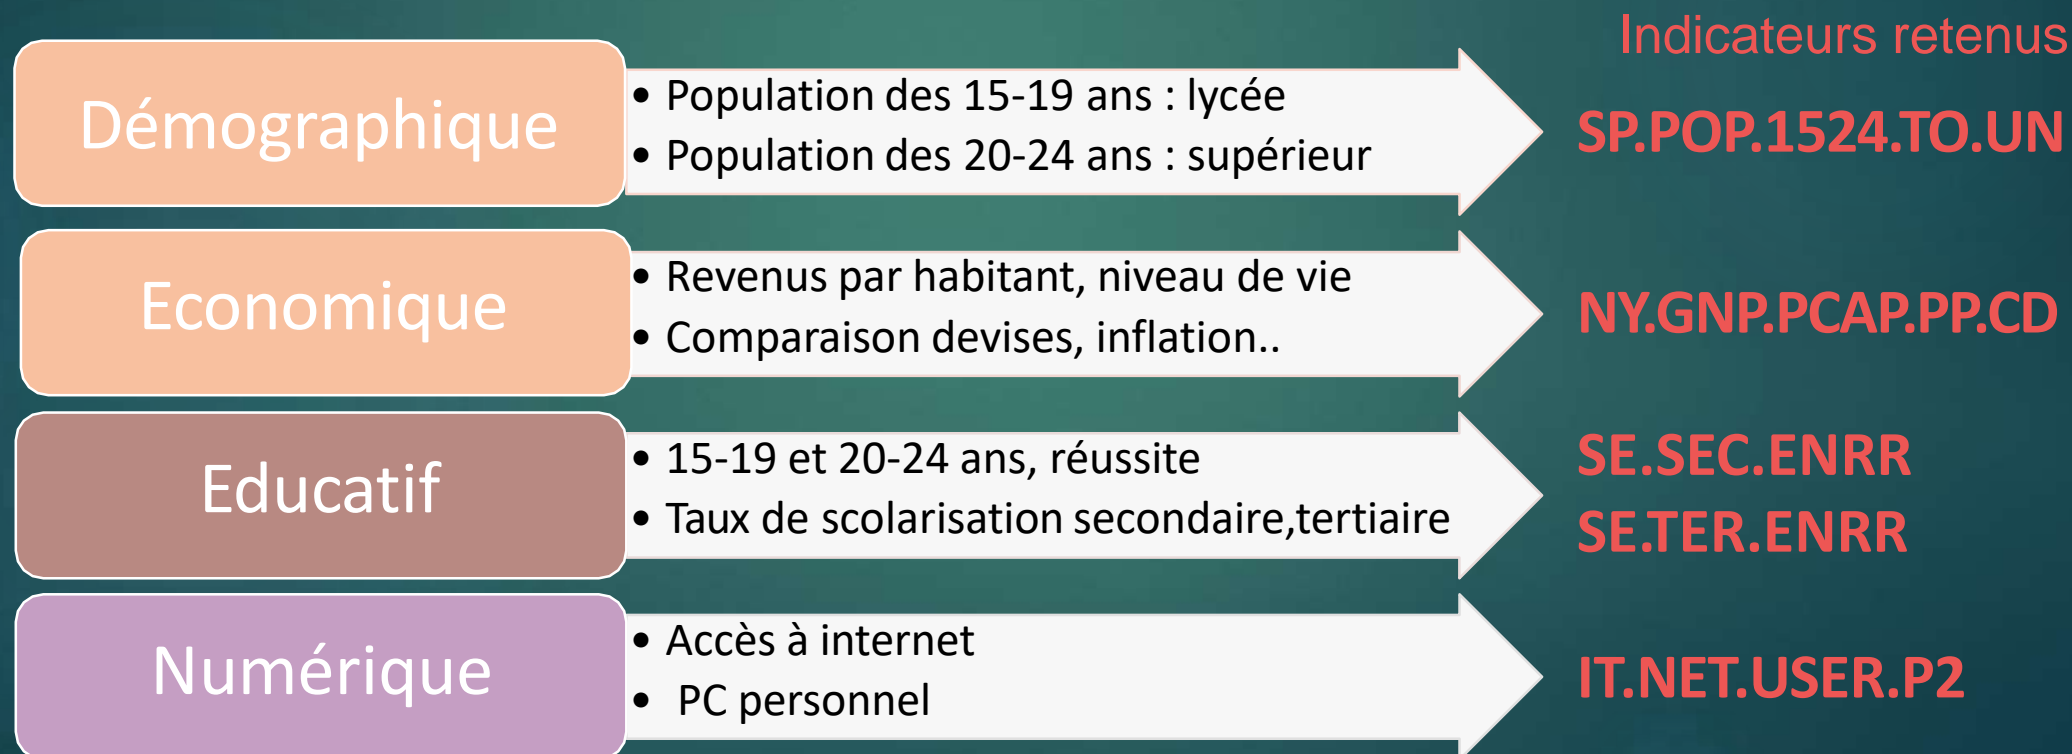 Indicateurs retenus
Démographique
• Population des 15-19 ans : lycée
• Population des 20-24 ans : supérieur
SP.POP.1524.TO.UN
Economique
• Revenus par habitant, niveau de vie
• Comparaison devises, inflation..
NY.GNP.PCAP.PP.CD
Educatif
• 15-19 et 20-24 ans, réussite
• Taux de scolarisation secondaire,tertiaire
SE.SEC.ENRR
SE.TER.ENRR
Numérique
• Accès à internet
• PC personnel
IT.NET.USER.P2